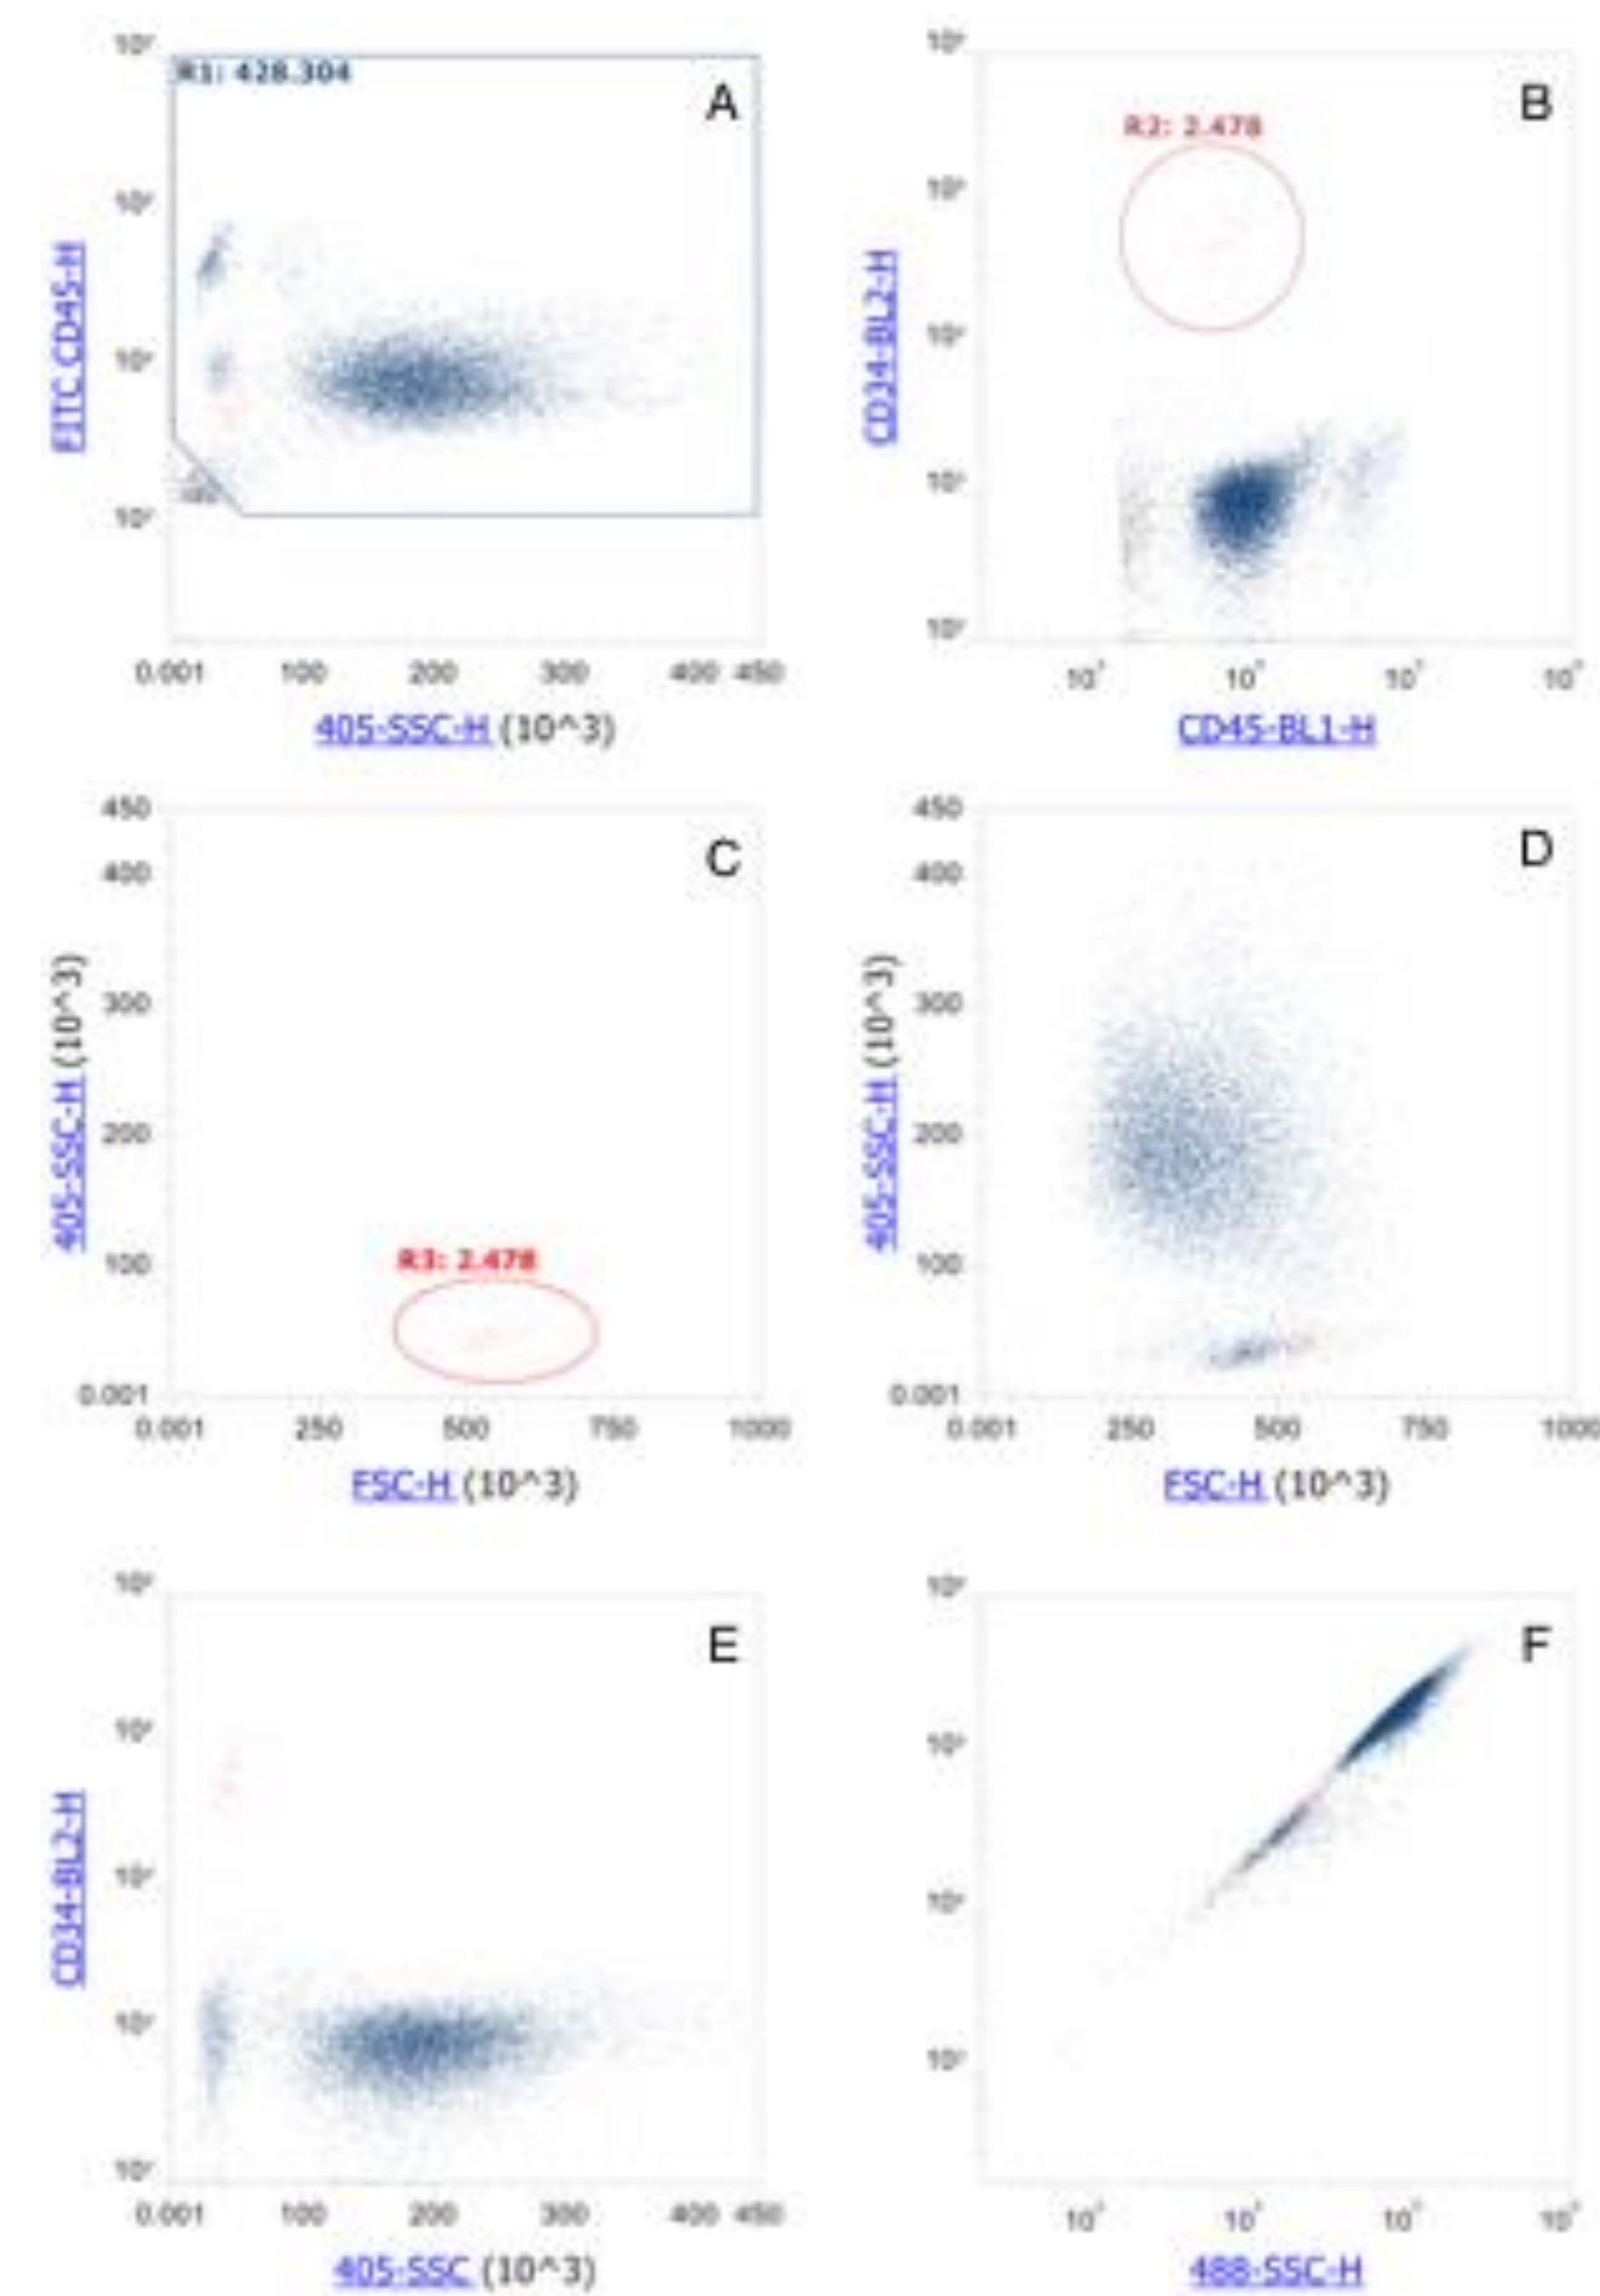 R1: 428.304
A
FITC CD45-H
0.001 100 200 300 400 450
405-SSC-H (10^3)
B
R2: 2.478
CD34-BL2-H
CD45-BL1-H
450
C
400
405-SSC-H (10^3)
300
200
R3: 2.478
100
0.001
0.001 250 500 750 1000
FSC-H (10^3)
450
D
400
405-SSC-H (10^3)
300
200
100
0.001
0.001 250 500 750 1000
FSC-H (10^3)
E
CD34-BL2-H
0.001 100 200 300 400 450
405-SSC (10^3)
F
488-SSC-H